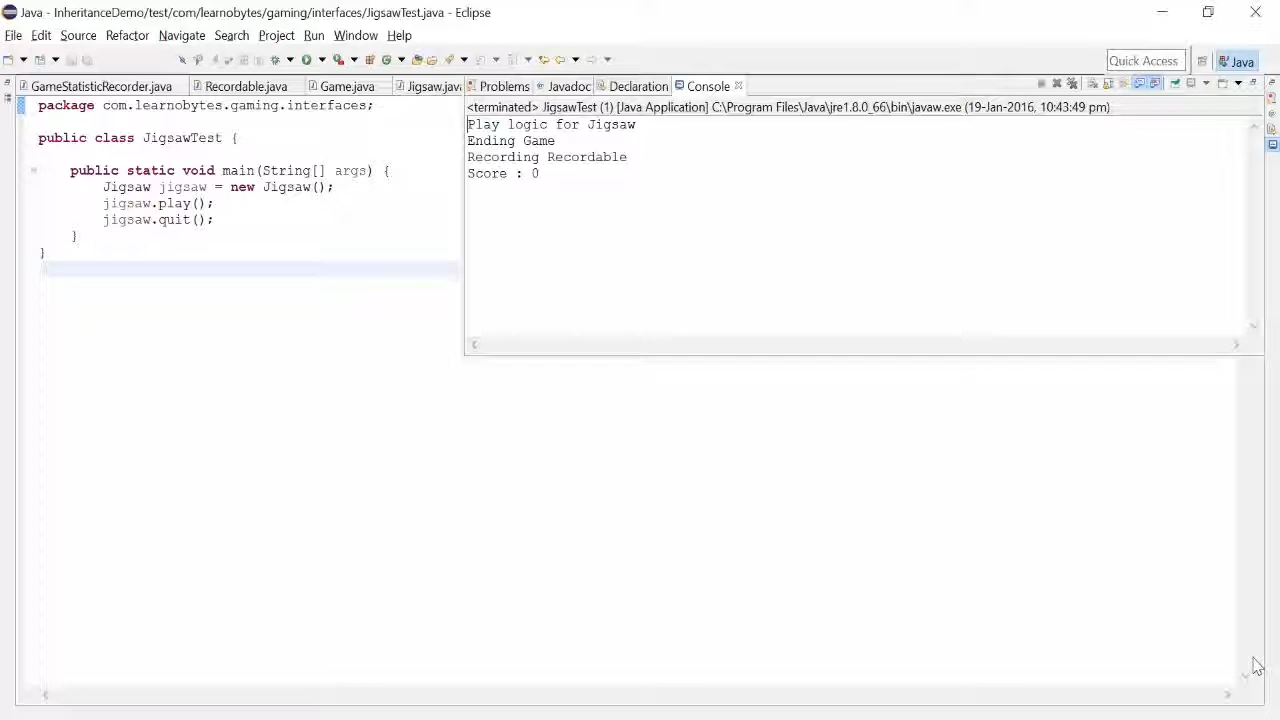 Java - InheritanceDemo/test/com/learnobytes/gaming/interfaces/JigsawTest.java - Eclipse
File Edit Source Refactor Navigate Search Project Run Window Help
Quick Access Java
GameStatisticRecorder.java Recordable.java Game.java Jigsaw.java Problems Javadoc Declaration Console
<terminated> JigsawTest (1) [Java Application] C:\Program Files\Java\jre1.8.0_66\bin\javaw.exe (19-Jan-2016, 10:43:49 pm)
package com.learnobytes.gaming.interfaces;
public class JigsawTest {
public static void main(String[] args) {
Jigsaw jigsaw = new Jigsaw();
jigsaw.play();
jigsaw.quit();
}
}
Play logic for Jigsaw
Ending Game
Recording Recordable
Score : 0